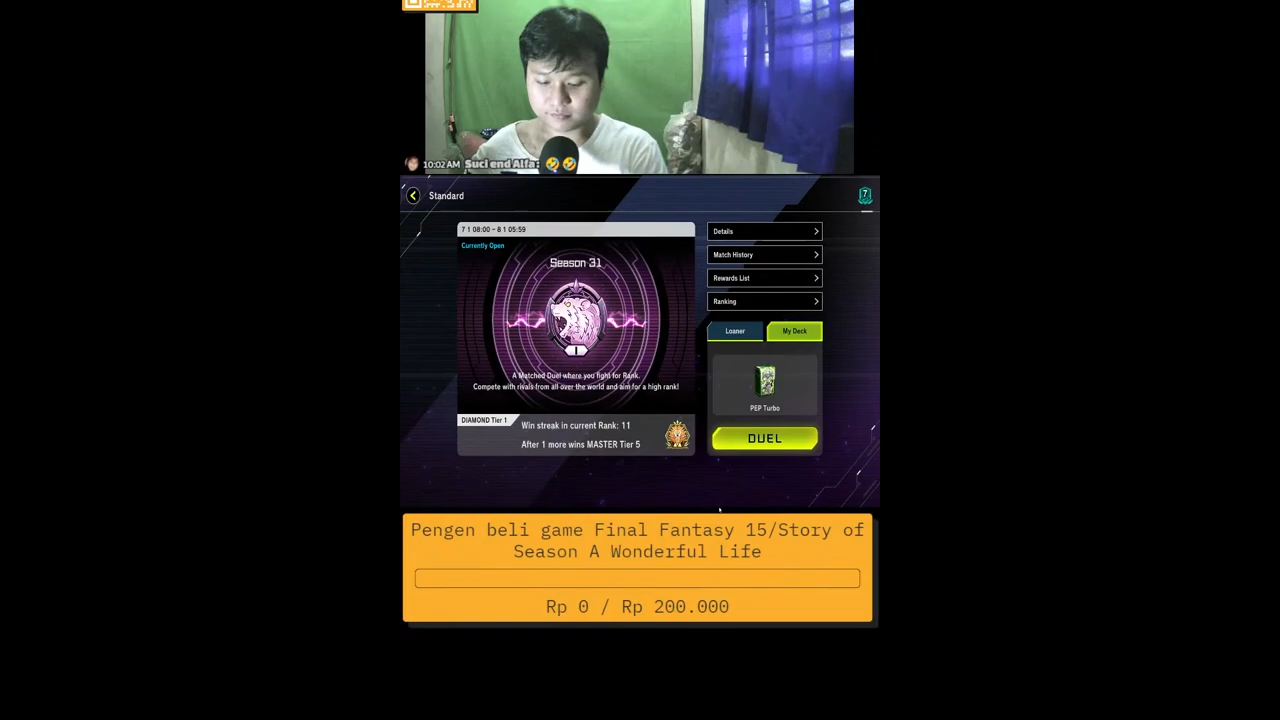 10:02 AM Suci end Alfa: 🤣🤣
Standard
7
7 1 08:00 - 8 1 05:59
Currently Open
Season 31
1
A Matched Duel where you fight for Rank.
Compete with rivals from all over the world and aim for a high rank!
DIAMOND Tier 1
Win streak in current Rank: 11
After 1 more wins MASTER Tier 5
Details
Match History
Rewards List
Ranking
Loaner
My Deck
PEP Turbo
DUEL
Pengen beli game Final Fantasy 15/Story of
Season A Wonderful Life
Rp 0 / Rp 200.000